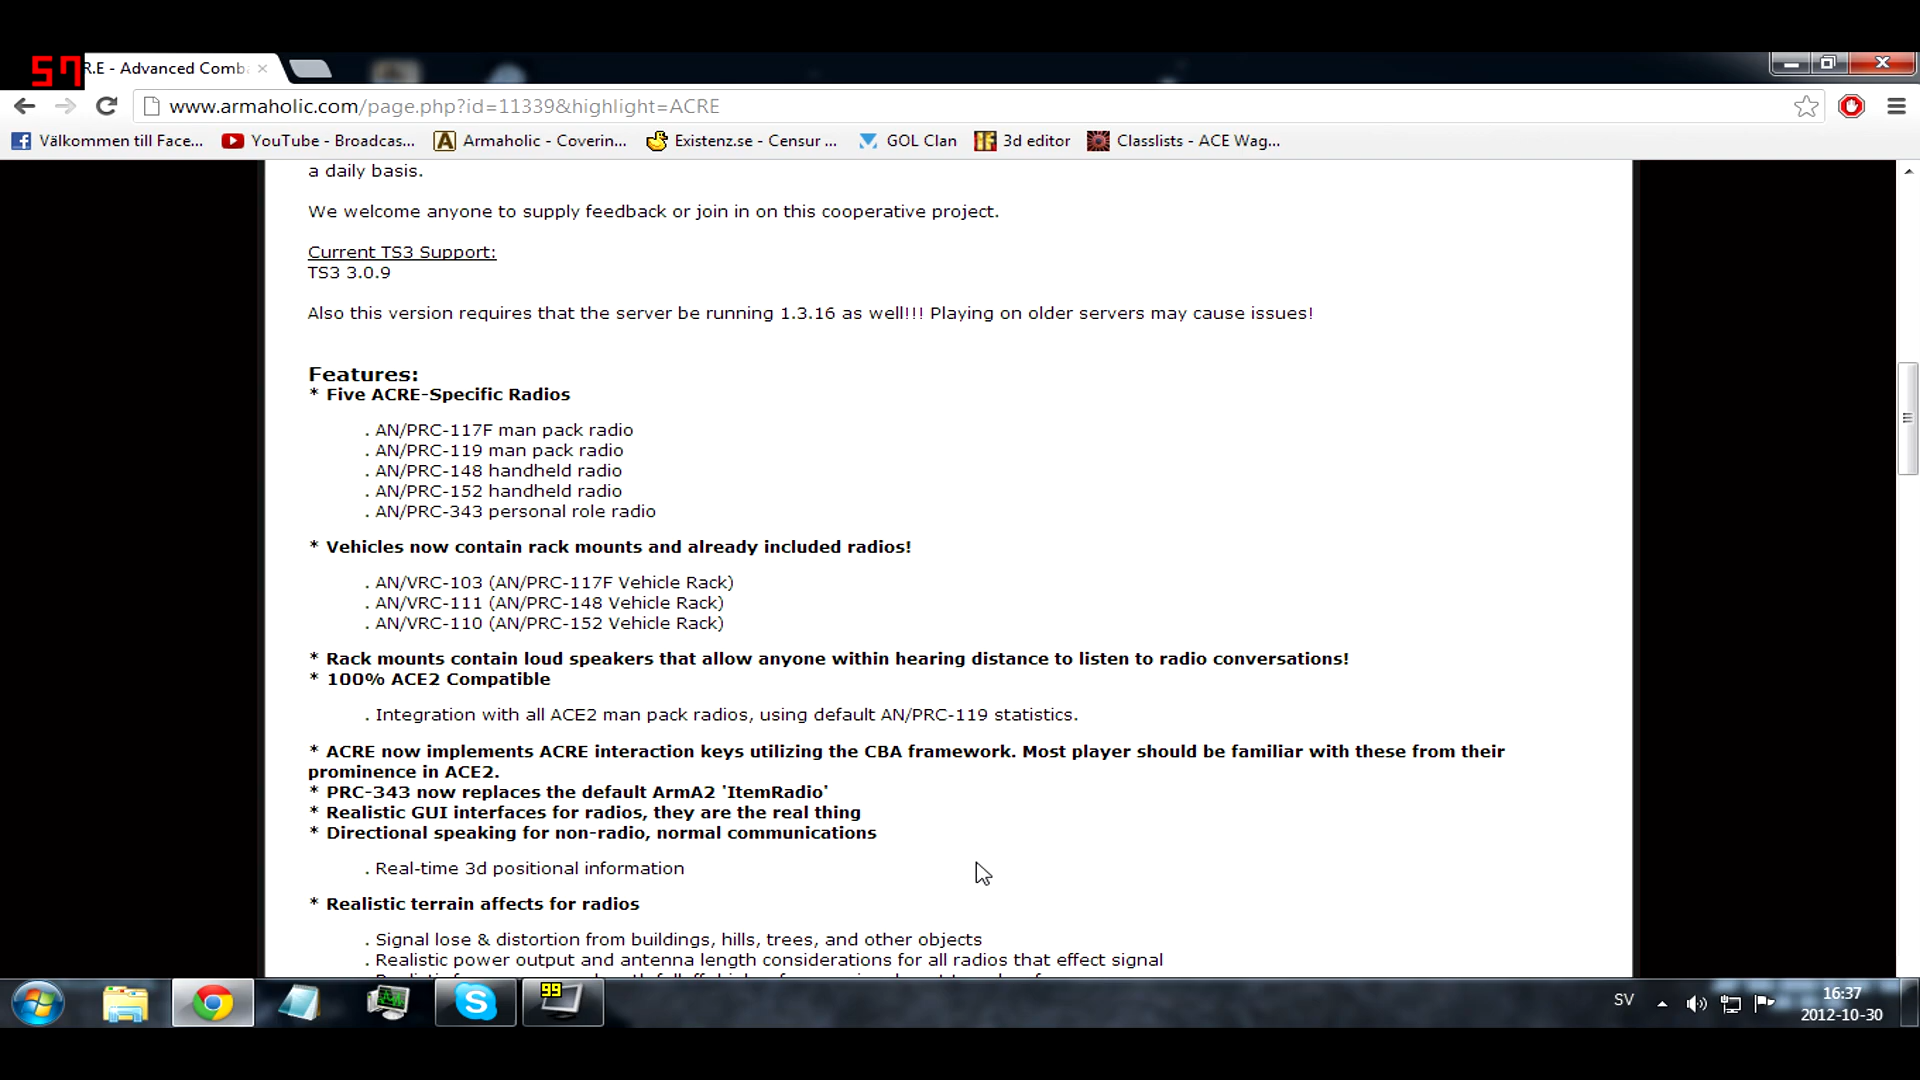 57
R.E - Advanced Comb
www.armaholic.com/page.php?id=11339&highlight=ACRE
Välkommen till Face...
YouTube - Broadcas...
Armaholic - Coverin...
Existenz.se - Censur ...
GOL Clan
3d editor
Classlists - ACE Wag...
a daily basis.
We welcome anyone to supply feedback or join in on this cooperative project.
Current TS3 Support:
TS3 3.0.9
Also this version requires that the server be running 1.3.16 as well!!! Playing on older servers may cause issues!
Features:
* Five ACRE-Specific Radios
. AN/PRC-117F man pack radio
. AN/PRC-119 man pack radio
. AN/PRC-148 handheld radio
. AN/PRC-152 handheld radio
. AN/PRC-343 personal role radio
* Vehicles now contain rack mounts and already included radios!
. AN/VRC-103 (AN/PRC-117F Vehicle Rack)
. AN/VRC-111 (AN/PRC-148 Vehicle Rack)
. AN/VRC-110 (AN/PRC-152 Vehicle Rack)
* Rack mounts contain loud speakers that allow anyone within hearing distance to listen to radio conversations!
* 100% ACE2 Compatible
. Integration with all ACE2 man pack radios, using default AN/PRC-119 statistics.
* ACRE now implements ACRE interaction keys utilizing the CBA framework. Most player should be familiar with these from their
prominence in ACE2.
* PRC-343 now replaces the default ArmA2 'ItemRadio'
* Realistic GUI interfaces for radios, they are the real thing
* Directional speaking for non-radio, normal communications
. Real-time 3d positional information
* Realistic terrain affects for radios
. Signal lose & distortion from buildings, hills, trees, and other objects
. Realistic power output and antenna length considerations for all radios that effect signal
99
SV
16:37
2012-10-30